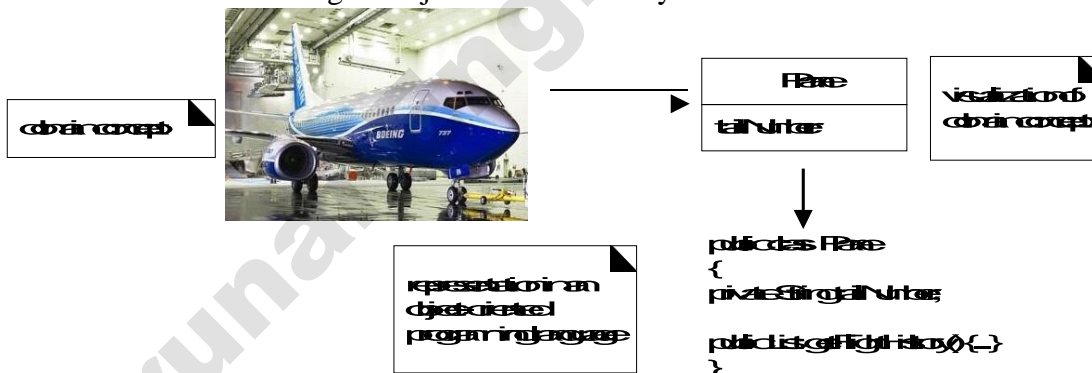 domain concept
BOEING 737
Plane
tailNumber
visualization of
domain concept
representation in an
object-oriented
programming language
public class Plane
{
private String tailNumber;
public List getFlightHistory() {...}
}